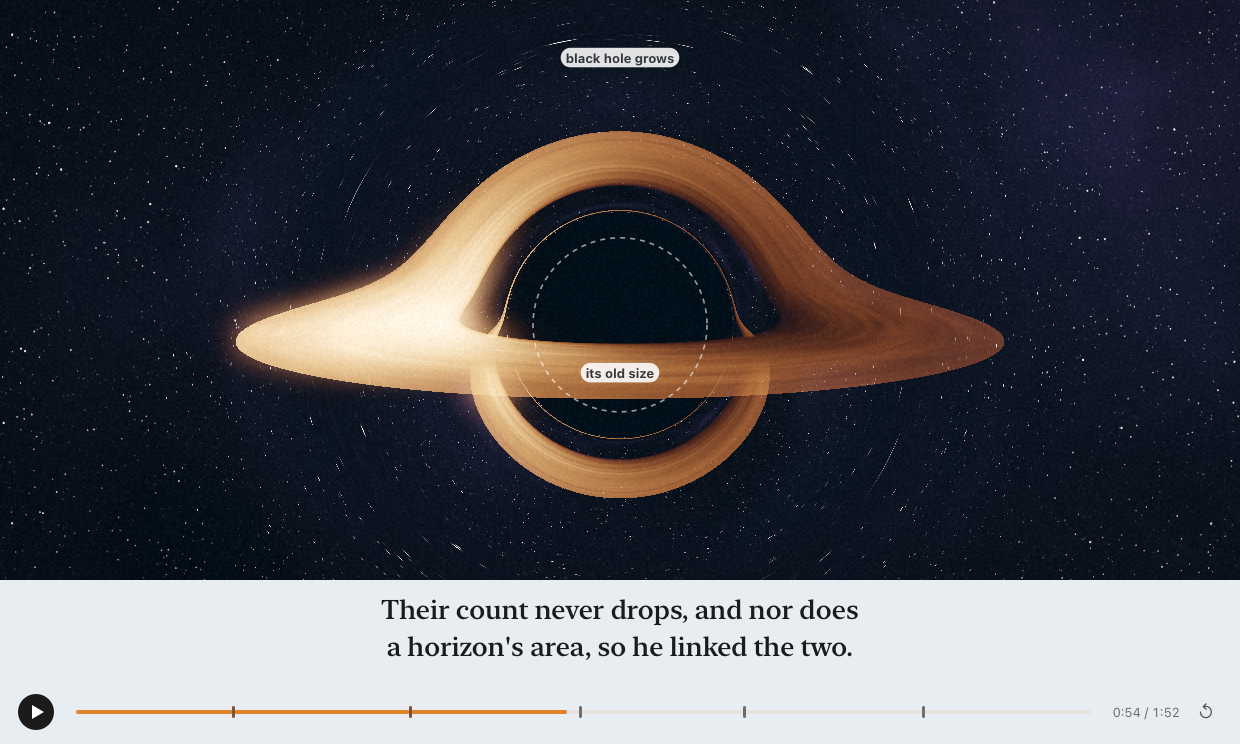 black hole grows
its old size
Their count never drops, and nor does
a horizon's area, so he linked the two.
0:54 / 1:52